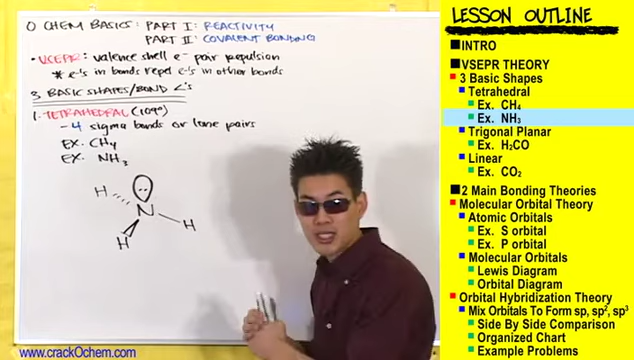 O CHEM BASICS: PART I: REACTIVITY
PART II: COVALENT BONDING
• VSEPR: valence shell e⁻ pair repulsion
* e⁻'s in bonds repel e⁻'s in other bonds
3 BASIC SHAPES/BOND <'s
1. TETRAHEDRAL (109°)
- 4 sigma bonds or lone pairs
EX. CH₄
EX. NH₃
H
N
H
H
www.crackOchem.com
LESSON OUTLINE
INTRO
VSEPR THEORY
3 Basic Shapes
Tetrahedral
Ex. CH₄
Ex. NH₃
Trigonal Planar
Ex. H₂CO
Linear
Ex. CO₂
2 Main Bonding Theories
Molecular Orbital Theory
Atomic Orbitals
Ex. S orbital
Ex. P orbital
Molecular Orbitals
Lewis Diagram
Orbital Diagram
Orbital Hybridization Theory
Mix Orbitals To Form sp, sp², sp³
Side By Side Comparison
Organized Chart
Example Problems